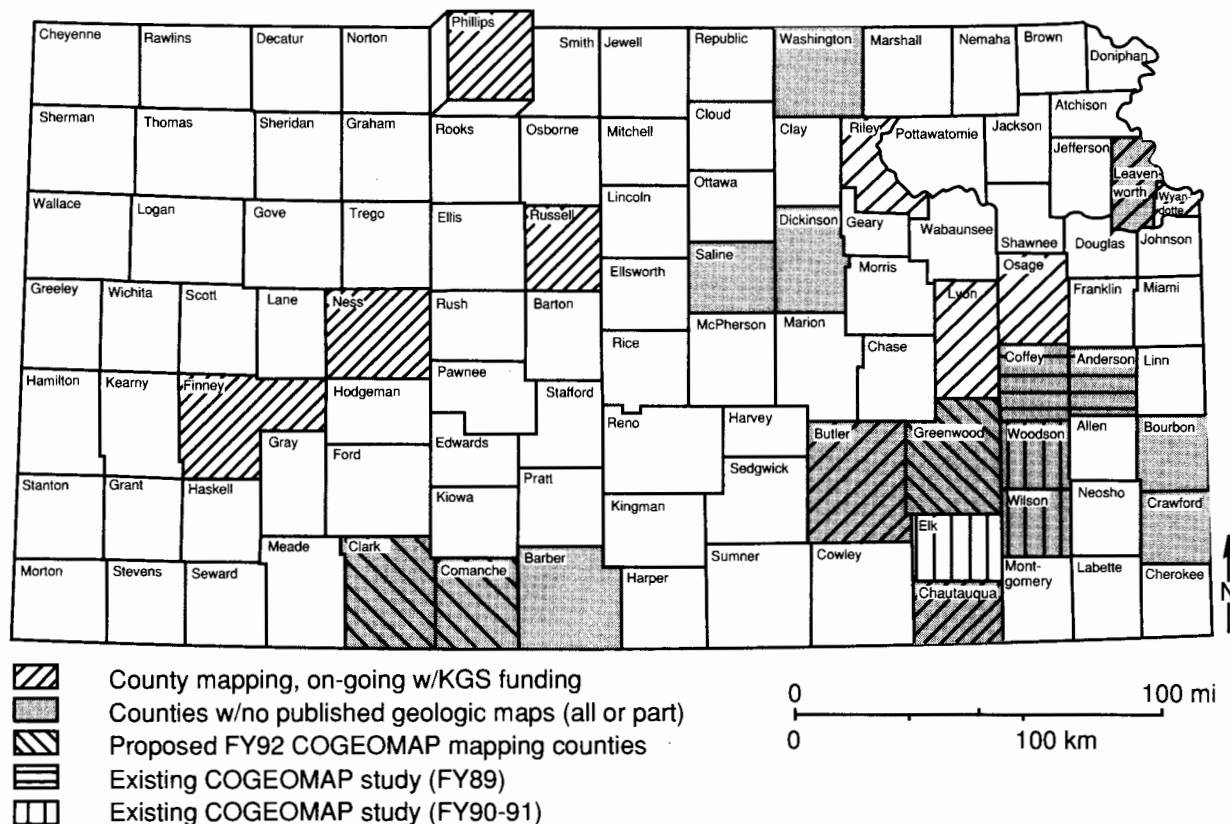 Phillips
Cheyenne
Rawlins
Decatur
Norton
Smith
Jewell
Republic
Washington
Marshall
Nemaha
Brown
Doniphan
Sherman
Thomas
Sheridan
Graham
Rooks
Osborne
Mitchell
Cloud
Clay
Riley
Pottawatomie
Jackson
Atchison
Jefferson
Leaven-
worth
Wyan-
dotte
Wallace
Logan
Gove
Trego
Ellis
Russell
Lincoln
Ottawa
Dickinson
Geary
Wabaunsee
Shawnee
Douglas
Johnson
Greeley
Wichita
Scott
Lane
Ness
Rush
Barton
Ellsworth
Saline
Morris
Lyon
Osage
Franklin
Miami
Hamilton
Kearny
Finney
Hodgeman
Pawnee
Stafford
Rice
McPherson
Marion
Chase
Coffey
Anderson
Linn
Gray
Ford
Edwards
Reno
Harvey
Butler
Greenwood
Woodson
Allen
Bourbon
Stanton
Grant
Haskell
Kiowa
Pratt
Kingman
Sedgwick
Wilson
Neosho
Crawford
Morton
Stevens
Seward
Meade
Clark
Comanche
Barber
Harper
Sumner
Cowley
Elk
Chautauqua
Mont-
gomery
Labette
Cherokee
N
County mapping, on-going w/KGS funding
Counties w/no published geologic maps (all or part)
Proposed FY92 COGEOMAP mapping counties
Existing COGEOMAP study (FY89)
Existing COGEOMAP study (FY90-91)
0 100 mi
0 100 km